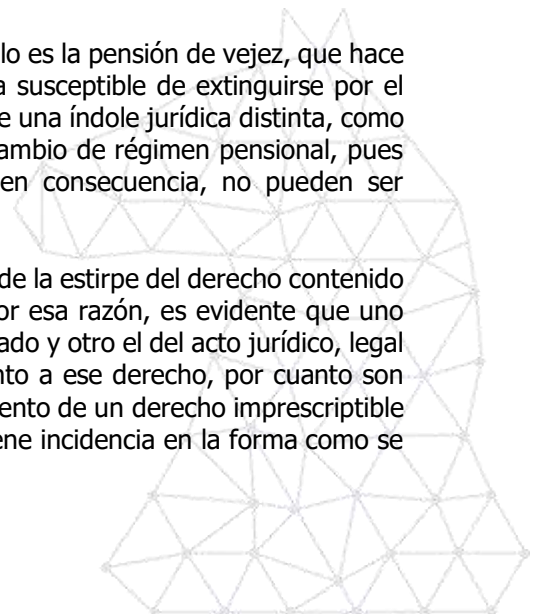 lo es la pensión de vejez, que hace
a susceptible de extinguirse por el
e una índole jurídica distinta, como
ambio de régimen pensional, pues
en consecuencia, no pueden ser
de la estirpe del derecho contenido
or esa razón, es evidente que uno
ado y otro el del acto jurídico, legal
nto a ese derecho, por cuanto son
ento de un derecho imprescriptible
ene incidencia en la forma como se